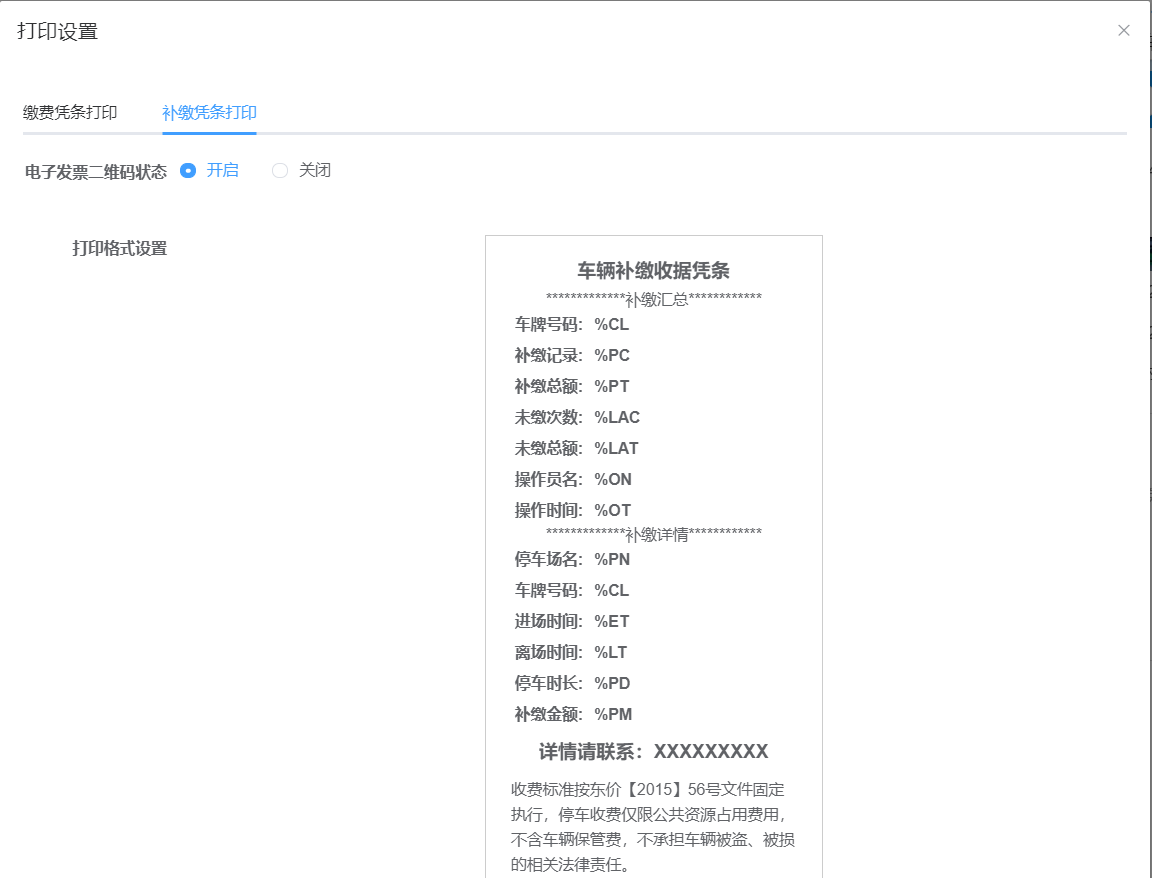 打印设置
缴费凭条打印 补缴凭条打印
电子发票二维码状态 开启 关闭
打印格式设置
车辆补缴收据凭条
*************补缴汇总************
车牌号码：%CL
补缴记录：%PC
补缴总额：%PT
未缴次数：%LAC
未缴总额：%LAT
操作员名：%ON
操作时间：%OT
*************补缴详情************
停车场名：%PN
车牌号码：%CL
进场时间：%ET
离场时间：%LT
停车时长：%PD
补缴金额：%PM
详情请联系：XXXXXXXXX
收费标准按东价【2015】56号文件固定
执行，停车收费仅限公共资源占用费用，
不含车辆保管费，不承担车辆被盗、被损
的相关法律责任。